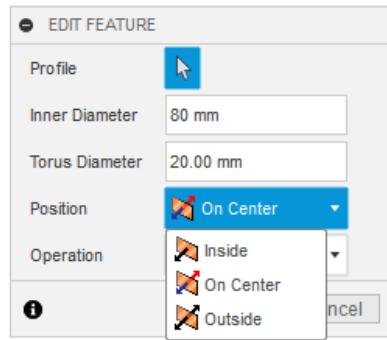 EDIT FEATURE
Profile
Inner Diameter 80 mm
Torus Diameter 20.00 mm
Position On Center
Inside
Operation
On Center
Outside
ncel